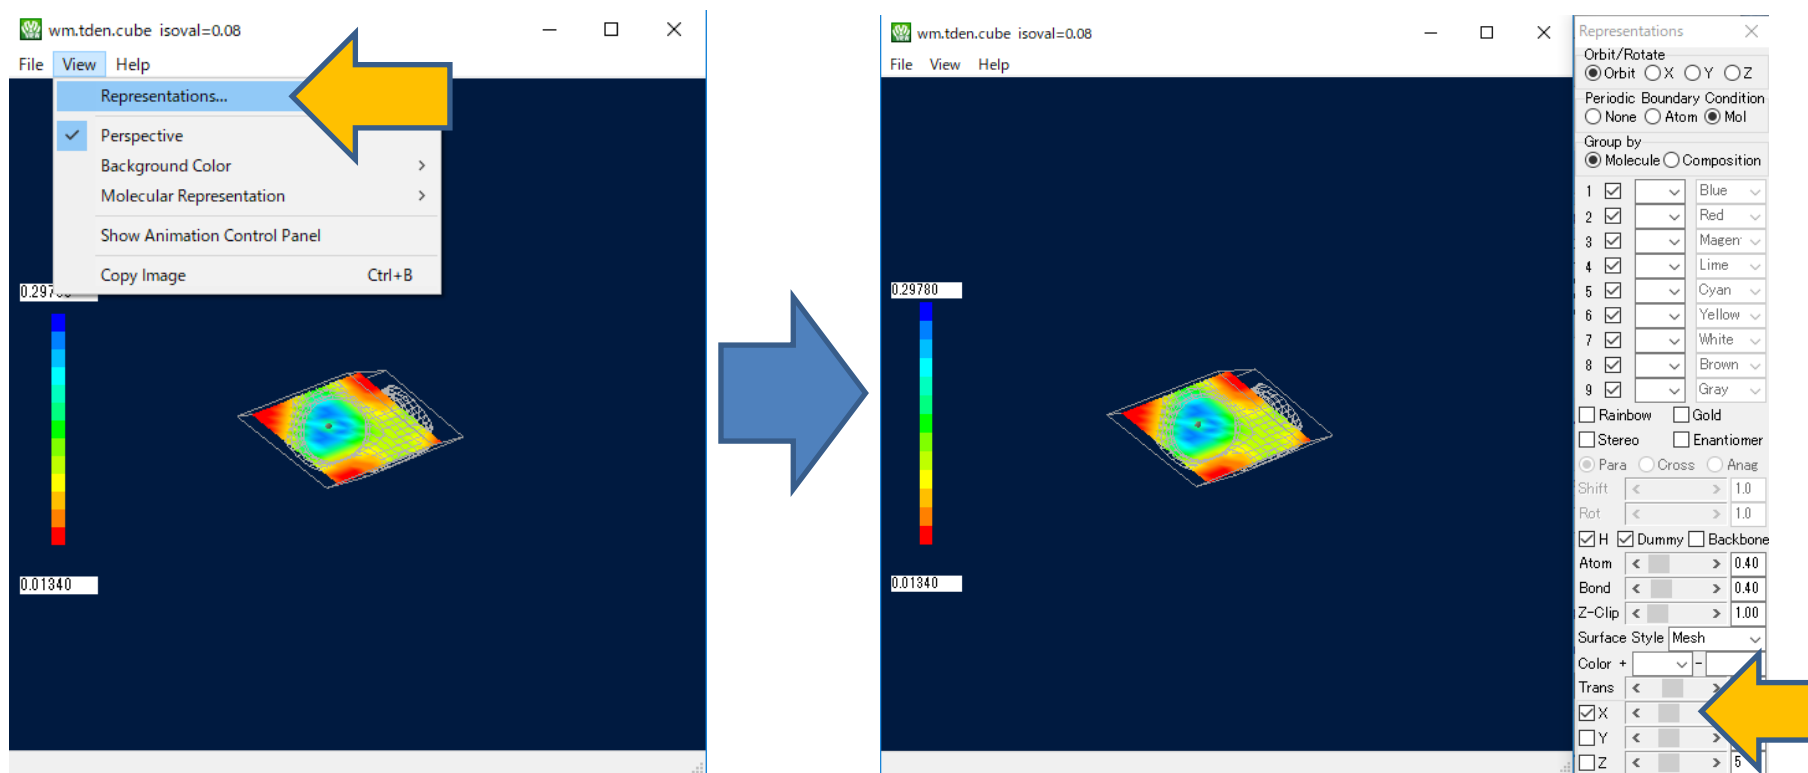 wm.tden.cube isoval=0.08
File View Help
Representations...
Perspective
Background Color
Molecular Representation
Show Animation Control Panel
Copy Image Ctrl+B
0.01340
wm.tden.cube isoval=0.08
File View Help
0.29780
0.01340
Representations
Orbit/Rotate
Orbit X Y Z
Periodic Boundary Condition
None Atom Mol
Group by
Molecule Composition
1 Blue
2 Red
3 Magen
4 Lime
5 Cyan
6 Yellow
7 White
8 Brown
9 Gray
Rainbow Gold
Stereo Enantiomer
Para Cross Anag
Shift 1.0
Rot 1.0
H Dummy Backbone
Atom 0.40
Bond 0.40
Z-Clip 1.00
Surface Style Mesh
Color + -
Trans
X
Y
Z 5